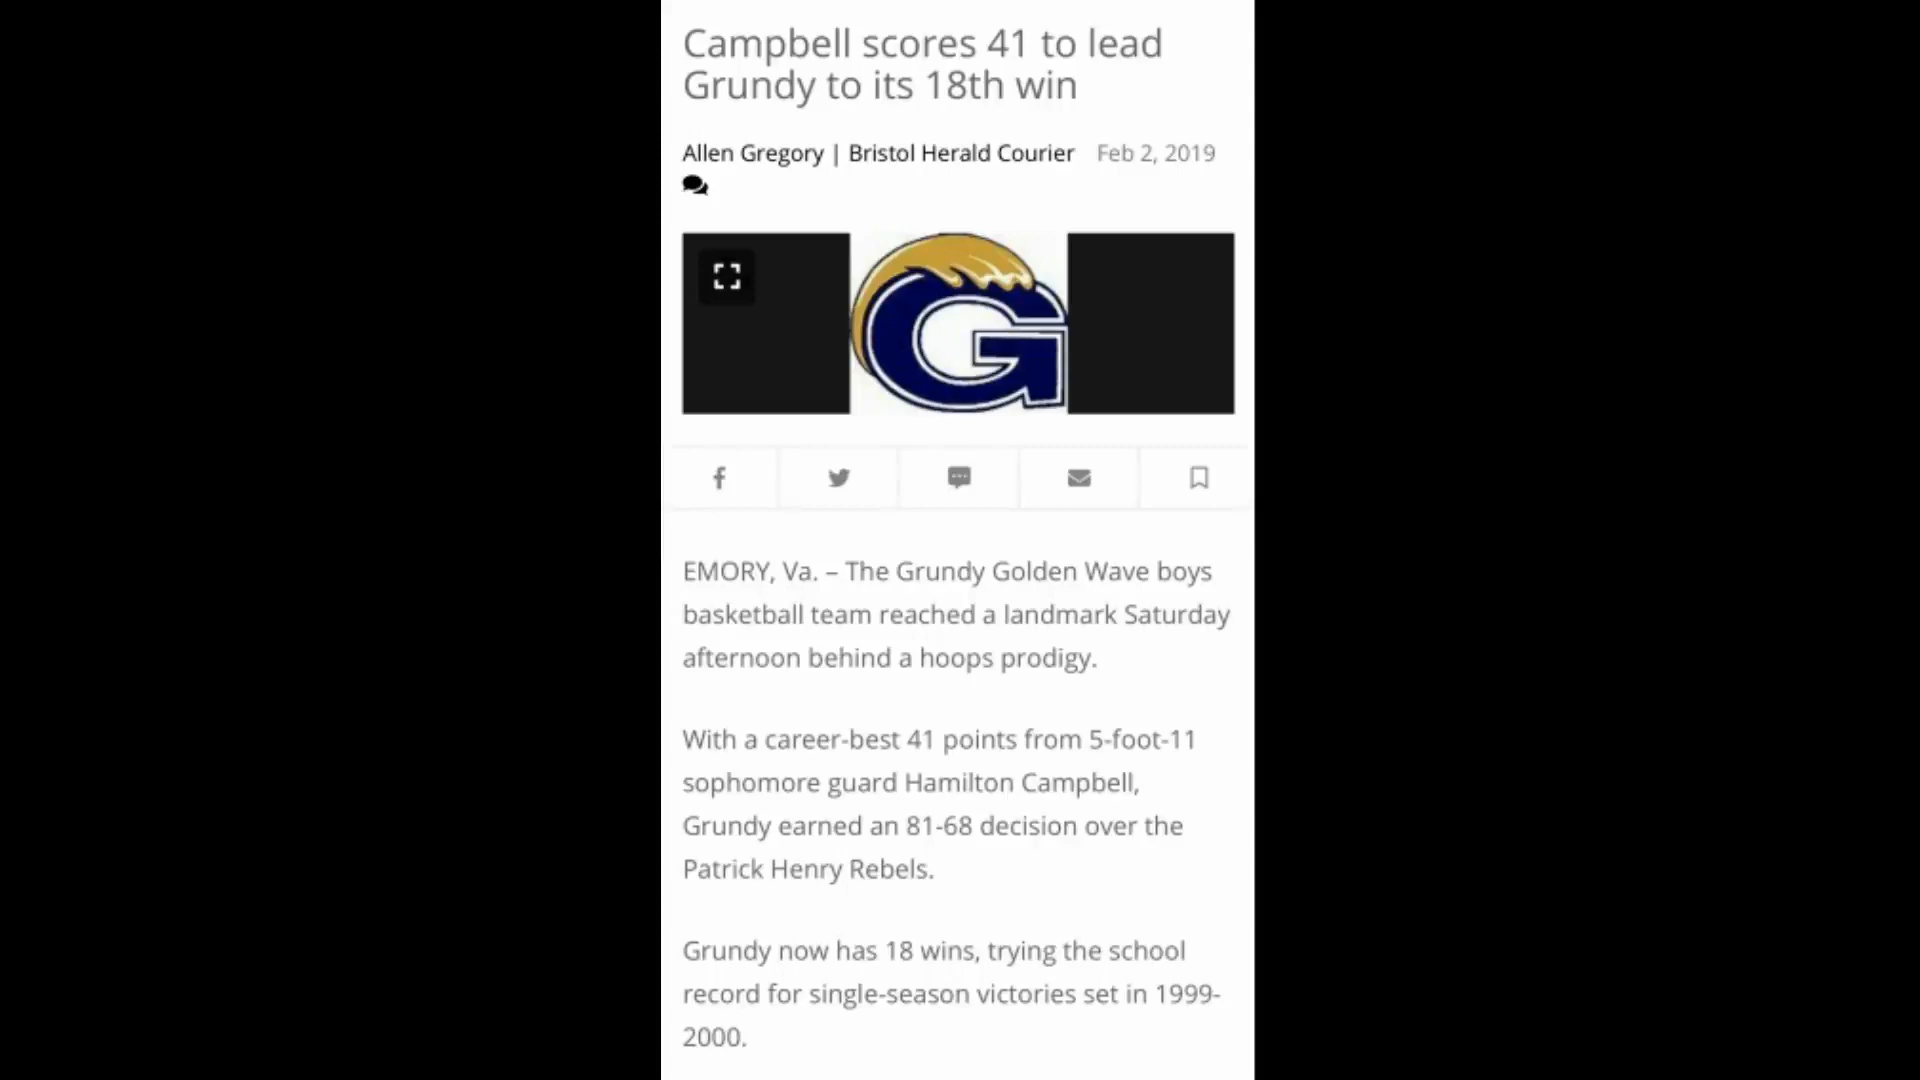 Campbell scores 41 to lead
Grundy to its 18th win
Allen Gregory | Bristol Herald Courier Feb 2, 2019
G
EMORY, Va. – The Grundy Golden Wave boys
basketball team reached a landmark Saturday
afternoon behind a hoops prodigy.
With a career-best 41 points from 5-foot-11
sophomore guard Hamilton Campbell,
Grundy earned an 81-68 decision over the
Patrick Henry Rebels.
Grundy now has 18 wins, trying the school
record for single-season victories set in 1999-
2000.